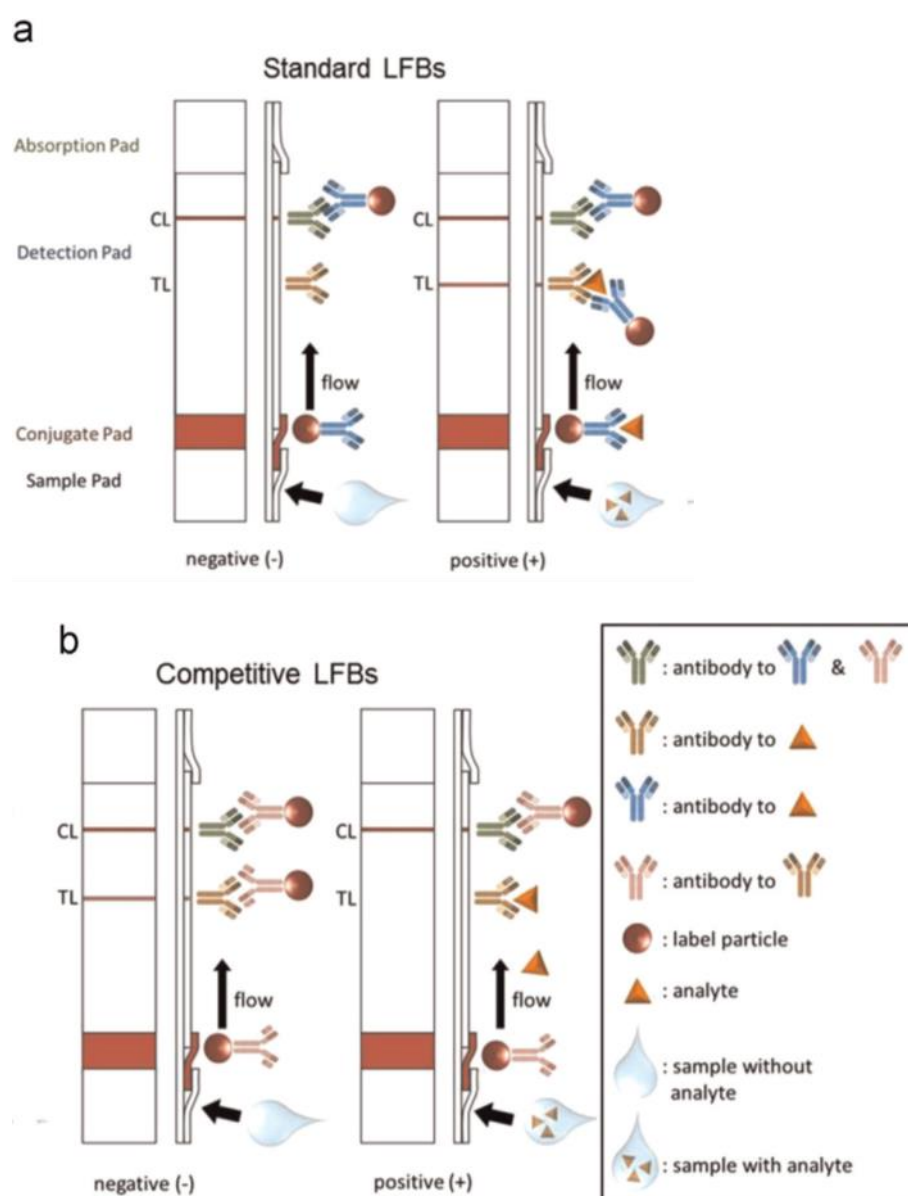 a
Standard LFBs
Absorption Pad
CL
CL
Detection Pad
TL
TL
flow
flow
Conjugate Pad
Sample Pad
negative (-)
positive (+)
b
Competitive LFBs
CL
CL
TL
TL
flow
flow
negative (-)
positive (+)
: antibody to &
: antibody to
: antibody to
: antibody to
: label particle
: analyte
: sample without
analyte
: sample with analyte